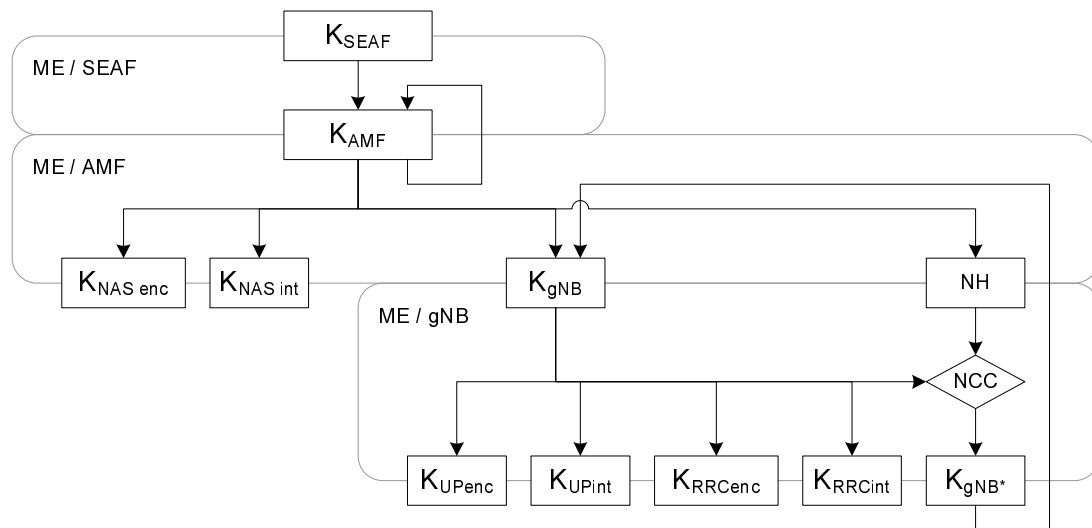 KSEAF
ME / SEAF
KAMF
ME / AMF
KNAS enc
KNAS int
KgNB
NH
ME / gNB
NCC
KUPenc
KUPint
KRRCenc
KRRCint
KgNB*